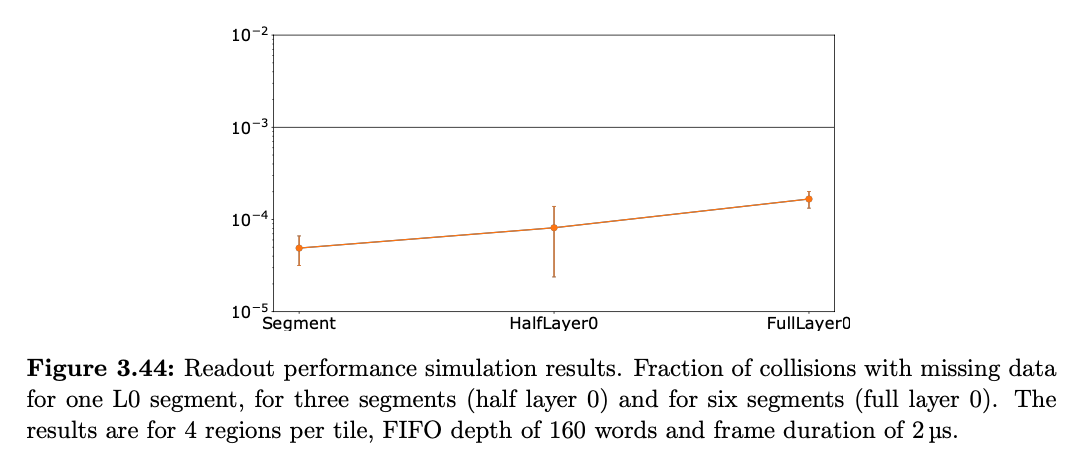 10−2
10−3
10−4
10−5
Segment HalfLayer0 FullLayer0
Figure 3.44: Readout performance simulation results. Fraction of collisions with missing data
for one L0 segment, for three segments (half layer 0) and for six segments (full layer 0). The
results are for 4 regions per tile, FIFO depth of 160 words and frame duration of 2 µs.